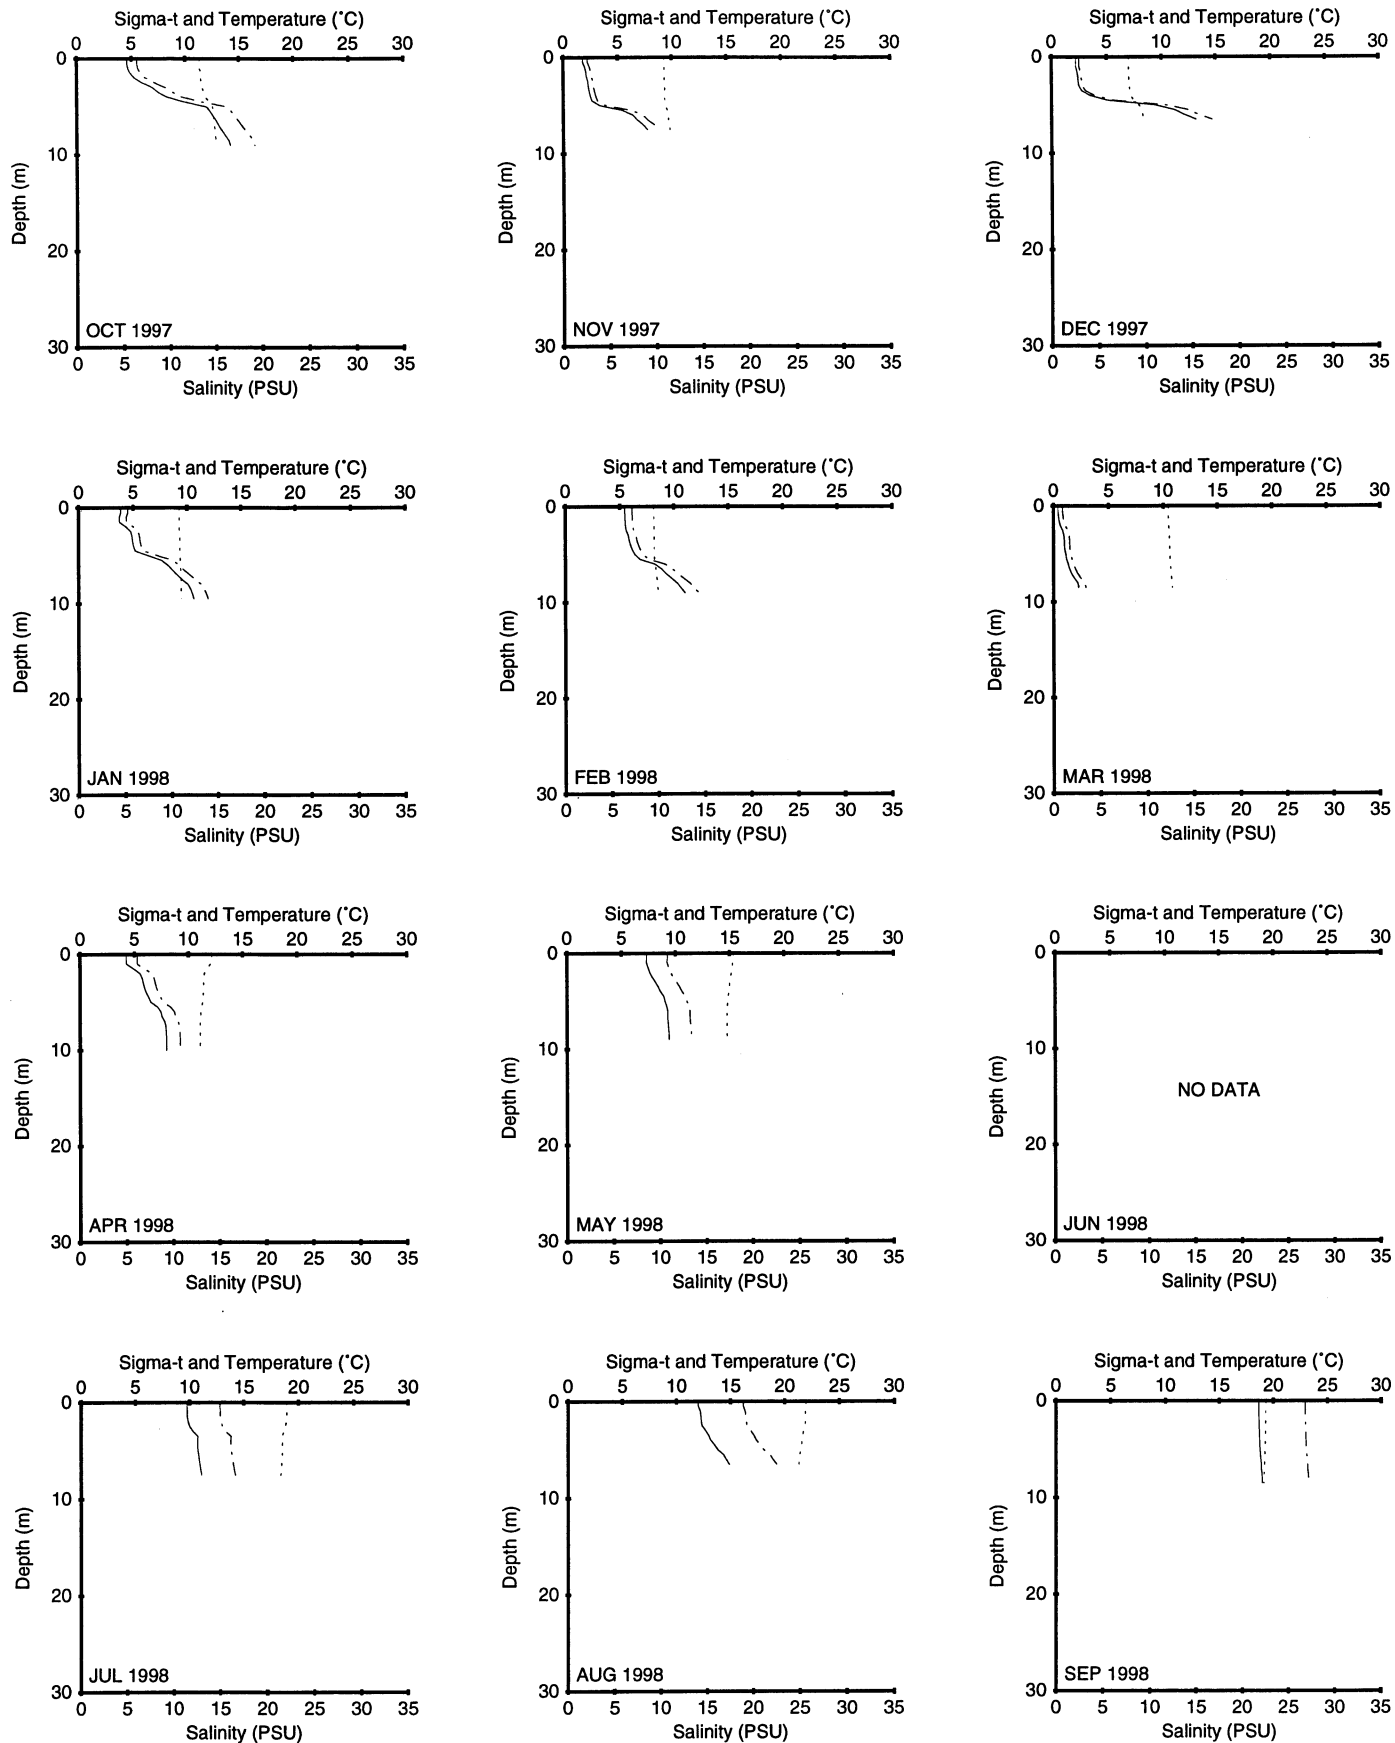 Sigma-t and Temperature (˚C)
0 5 10 15 20 25 30
0
10
20
30
Depth (m)
OCT 1997
0 5 10 15 20 25 30 35
Salinity (PSU)
Sigma-t and Temperature (˚C)
0 5 10 15 20 25 30
0
10
20
30
Depth (m)
NOV 1997
0 5 10 15 20 25 30 35
Salinity (PSU)
Sigma-t and Temperature (˚C)
0 5 10 15 20 25 30
0
10
20
30
Depth (m)
DEC 1997
0 5 10 15 20 25 30 35
Salinity (PSU)
Sigma-t and Temperature (˚C)
0 5 10 15 20 25 30
0
10
20
30
Depth (m)
JAN 1998
0 5 10 15 20 25 30 35
Salinity (PSU)
Sigma-t and Temperature (˚C)
0 5 10 15 20 25 30
0
10
20
30
Depth (m)
FEB 1998
0 5 10 15 20 25 30 35
Salinity (PSU)
Sigma-t and Temperature (˚C)
0 5 10 15 20 25 30
0
10
20
30
Depth (m)
MAR 1998
0 5 10 15 20 25 30 35
Salinity (PSU)
Sigma-t and Temperature (˚C)
0 5 10 15 20 25 30
0
10
20
30
Depth (m)
APR 1998
0 5 10 15 20 25 30 35
Salinity (PSU)
Sigma-t and Temperature (˚C)
0 5 10 15 20 25 30
0
10
20
30
Depth (m)
MAY 1998
0 5 10 15 20 25 30 35
Salinity (PSU)
Sigma-t and Temperature (˚C)
0 5 10 15 20 25 30
0
10
20
30
Depth (m)
NO DATA
JUN 1998
0 5 10 15 20 25 30 35
Salinity (PSU)
Sigma-t and Temperature (˚C)
0 5 10 15 20 25 30
0
10
20
30
Depth (m)
JUL 1998
0 5 10 15 20 25 30 35
Salinity (PSU)
Sigma-t and Temperature (˚C)
0 5 10 15 20 25 30
0
10
20
30
Depth (m)
AUG 1998
0 5 10 15 20 25 30 35
Salinity (PSU)
Sigma-t and Temperature (˚C)
0 5 10 15 20 25 30
0
10
20
30
Depth (m)
SEP 1998
0 5 10 15 20 25 30 35
Salinity (PSU)